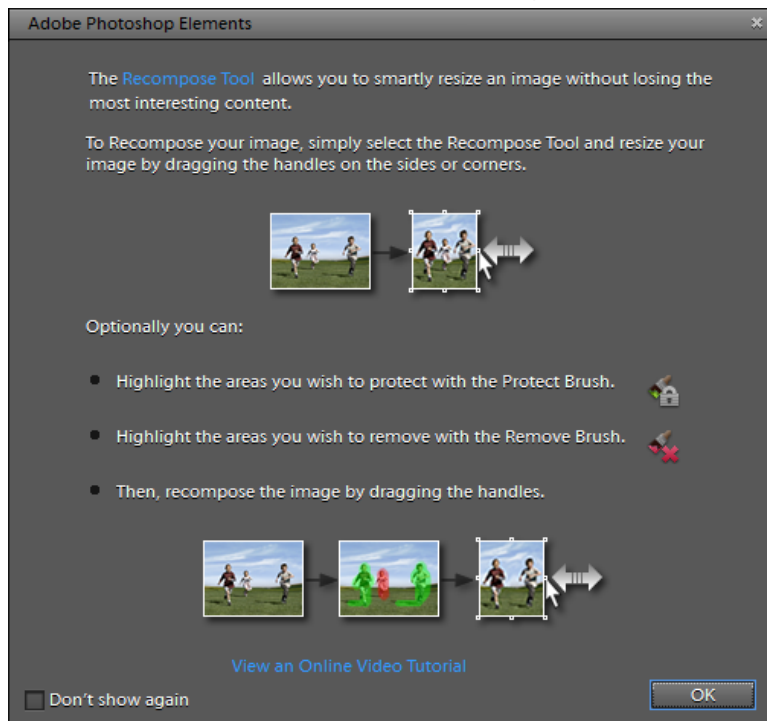 Adobe Photoshop Elements
The Recompose Tool allows you to smartly resize an image without losing the
most interesting content.
To Recompose your image, simply select the Recompose Tool and resize your
image by dragging the handles on the sides or corners.
Optionally you can:
Highlight the areas you wish to protect with the Protect Brush.
Highlight the areas you wish to remove with the Remove Brush.
Then, recompose the image by dragging the handles.
View an Online Video Tutorial
Don't show again
OK